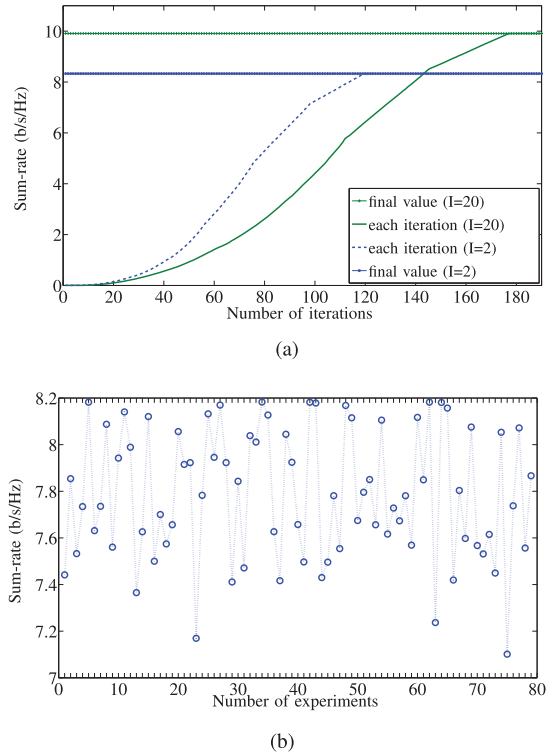 10
8
6
4
2
0
Sum-rate (b/s/Hz)
final value (I=20)
each iteration (I=20)
each iteration (I=2)
final value (I=2)
0 20 40 60 80 100 120 140 160 180
Number of iterations
(a)
8.2
8
7.8
7.6
7.4
7.2
7
Sum-rate (b/s/Hz)
0 10 20 30 40 50 60 70 80
Number of experiments
(b)